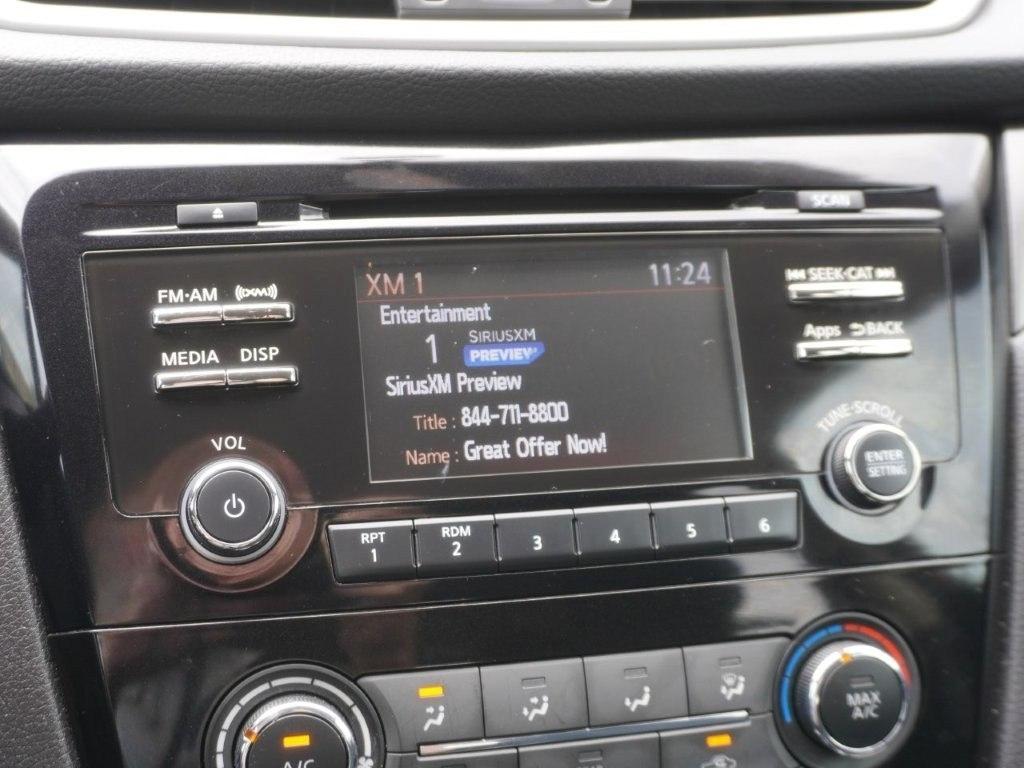 SCAN
FM·AM ((XM))
MEDIA DISP
VOL
XM 1 11:24
Entertainment
1 SIRIUSXM
PREVIEW
SiriusXM Preview
Title : 844-711-8800
Name : Great Offer Now!
SEEK·CAT
Apps BACK
TUNE·SCROLL
ENTER
SETTING
RPT
1
RDM
2
3
4
5
6
A/C
MAX
A/C